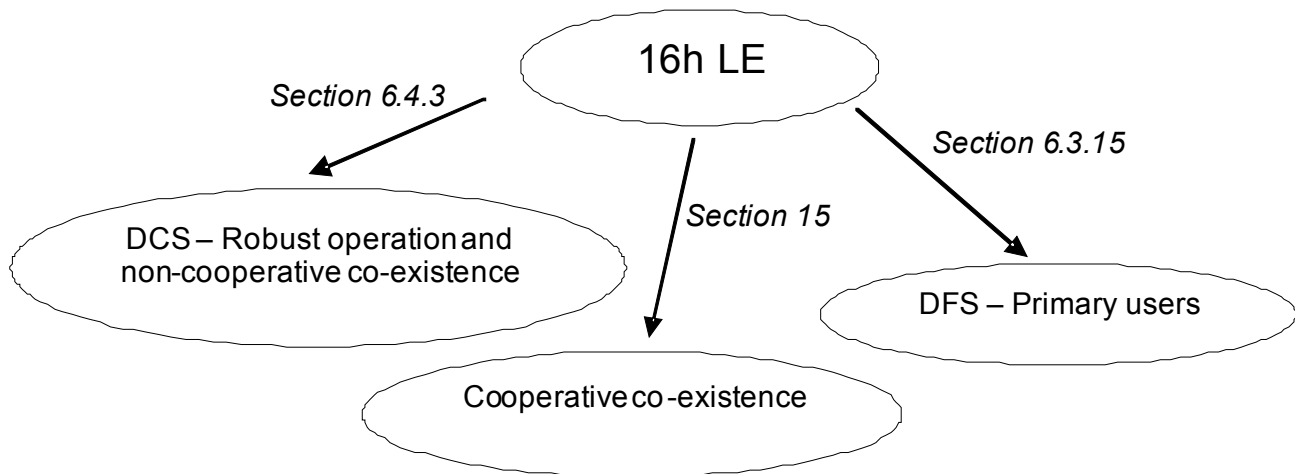 16h LE
Section 6.4.3
Section 6.3.15
Section 15
DCS – Robust operation and
non-cooperative co-existence
DFS – Primary users
Cooperative co-existence